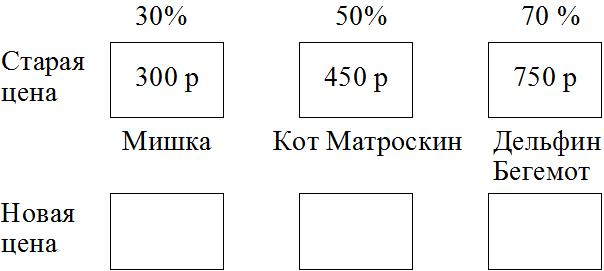 30% 50% 70 %
Старая цена
300 р 450 р 750 р
Мишка Кот Матроскин Дельфин
Бегемот
Новая
цена